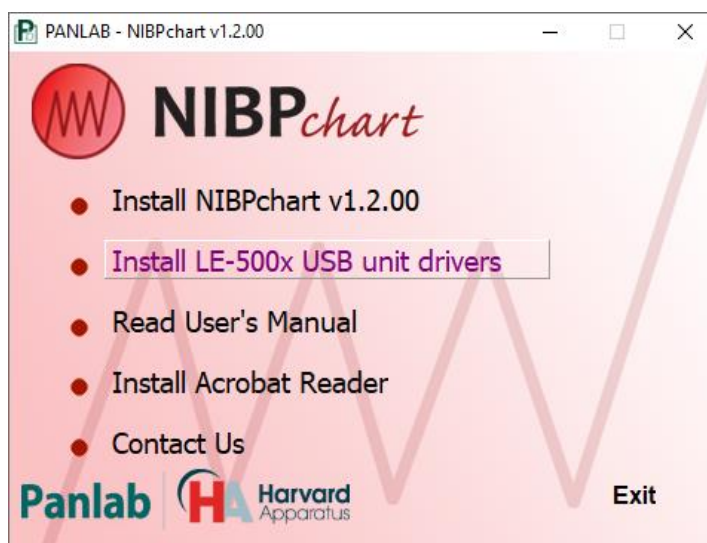 PANLAB - NIBPchart v1.2.00
NIBPchart
Install NIBPchart v1.2.00
Install LE-500x USB unit drivers
Read User's Manual
Install Acrobat Reader
Contact Us
Panlab
HA
Harvard
Apparatus
Exit